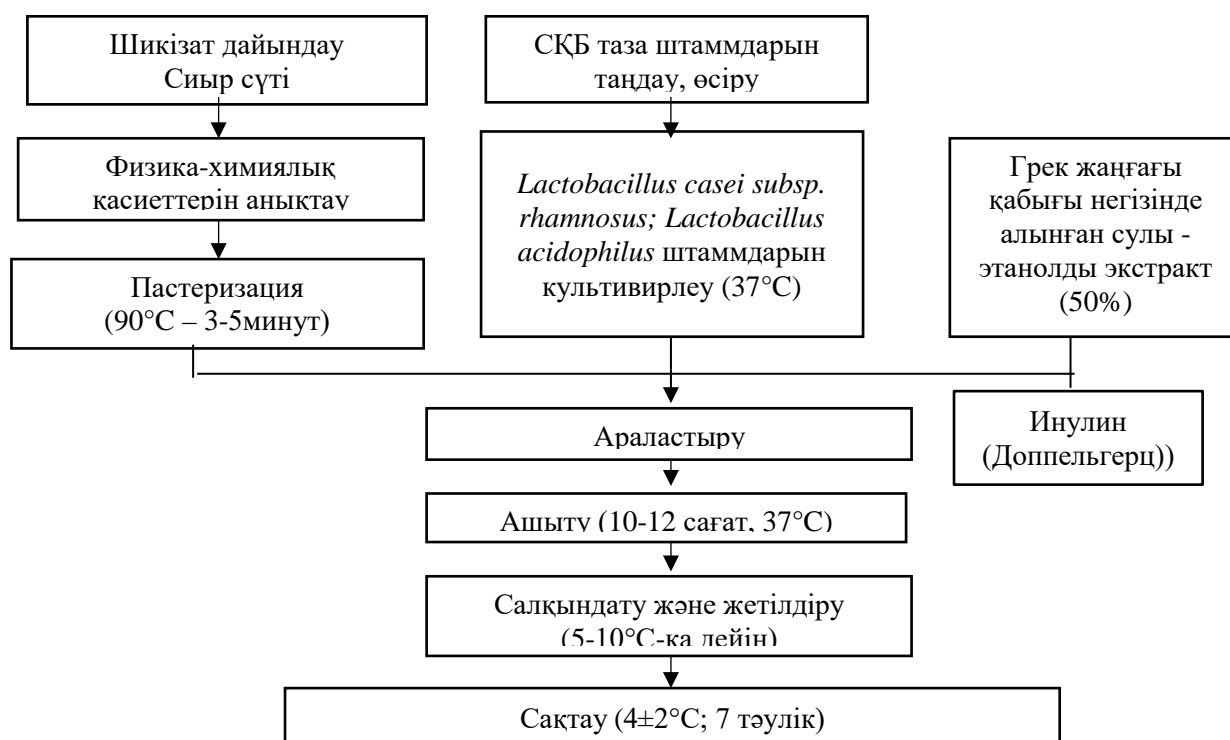 Шикізат дайындау
Сиыр сүті
СҚБ таза штаммдарын
таңдау, өсіру
Физика-химиялық
қасиеттерін анықтау
Lactobacillus casei subsp.
rhamnosus; Lactobacillus
acidophilus штаммдарын
культивирлеу (37°C)
Грек жаңғағы
қабығы негізінде
алынған сулы -
этанолды экстракт
(50%)
Пастеризация
(90°C – 3-5минут)
Араластыру
Инулин
(Доппельгерц))
Ашыту (10-12 сағат, 37°C)
Салқындату және жетілдіру
(5-10°C-қа дейін)
Сақтау (4±2°C; 7 тәулік)